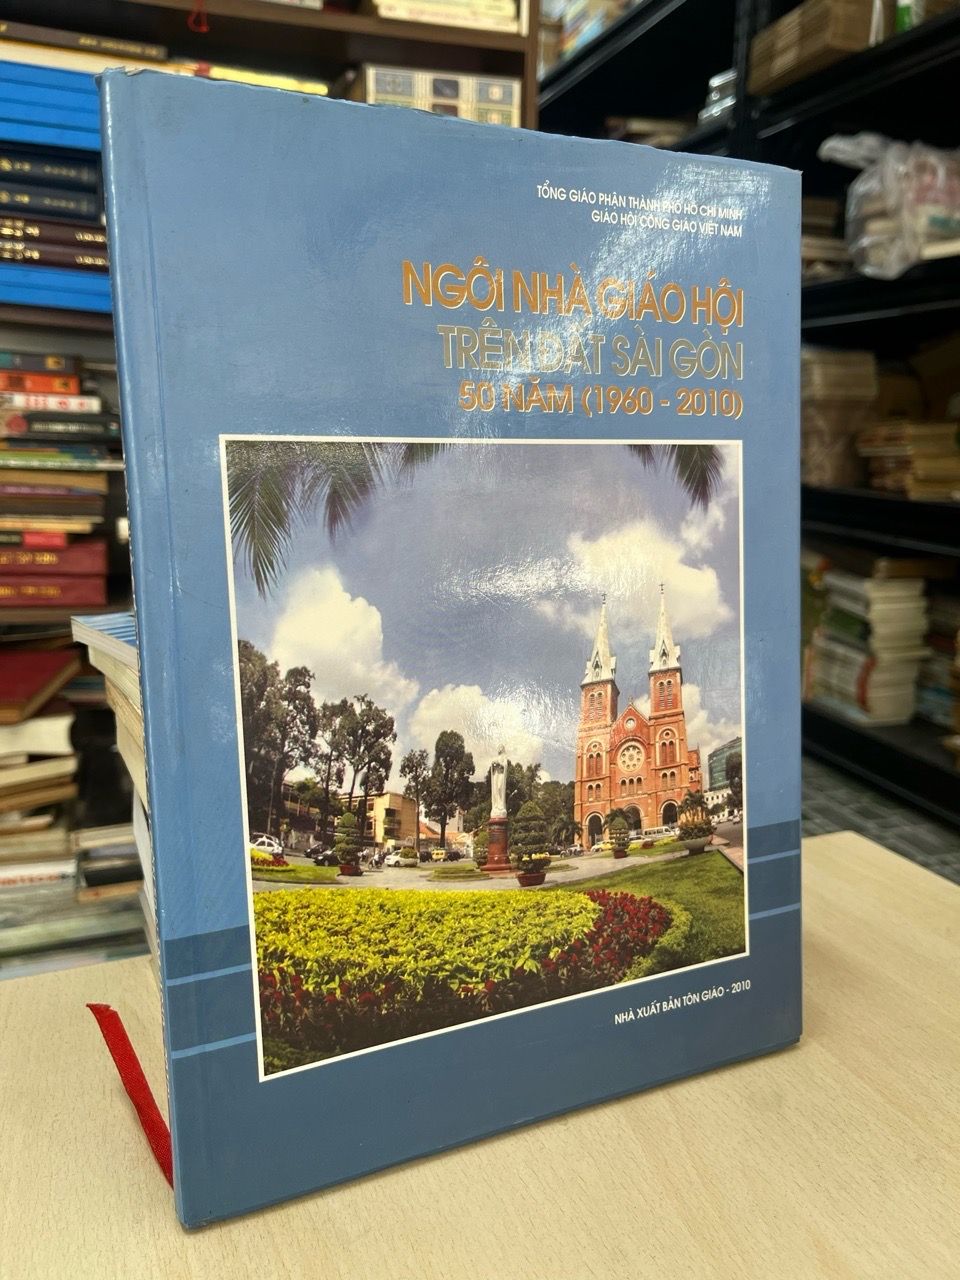 TỔNG GIÁO PHẬN THÀNH PHỐ HỒ CHÍ MINH
GIÁO HỘI CÔNG GIÁO VIỆT NAM
NGÔI NHÀ GIÁO HỘI
TRÊN ĐẤT SÀI GÒN
50 NĂM (1960 - 2010)
NHÀ XUẤT BẢN TÔN GIÁO - 2010